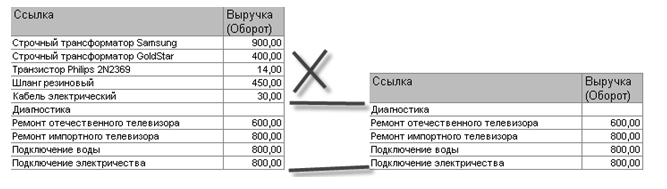 Ссылка Выручка
(Оборот)
Строчный трансформатор Samsung 900,00
Строчный трансформатор GoldStar 400,00
Транзистор Philips 2N2369 14,00
Шланг резиновый 450,00
Кабель электрический 30,00
Диагностика
Ремонт отечественного телевизора 600,00
Ремонт импортного телевизора 800,00
Подключение воды 800,00
Подключение электричества 800,00
Ссылка Выручка
(Оборот)
Диагностика
Ремонт отечественного телевизора 600,00
Ремонт импортного телевизора 800,00
Подключение воды 800,00
Подключение электричества 800,00